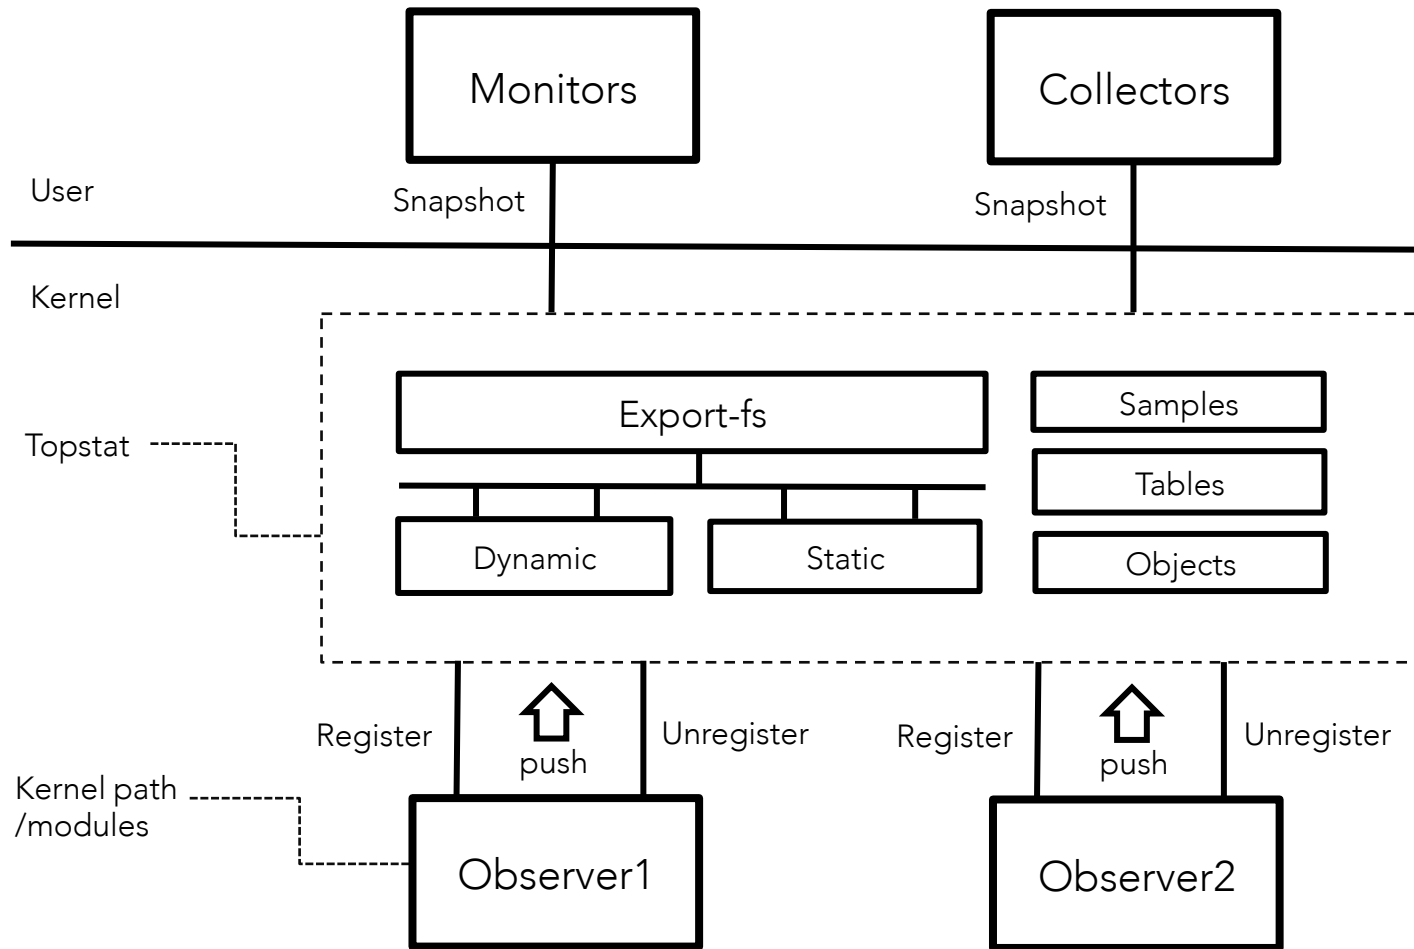 Monitors
Collectors
User
Snapshot
Snapshot
Kernel
Export-fs
Samples
Topstat
Tables
Dynamic
Static
Objects
Register
push
Unregister
Register
push
Unregister
Kernel path
/modules
Observer1
Observer2